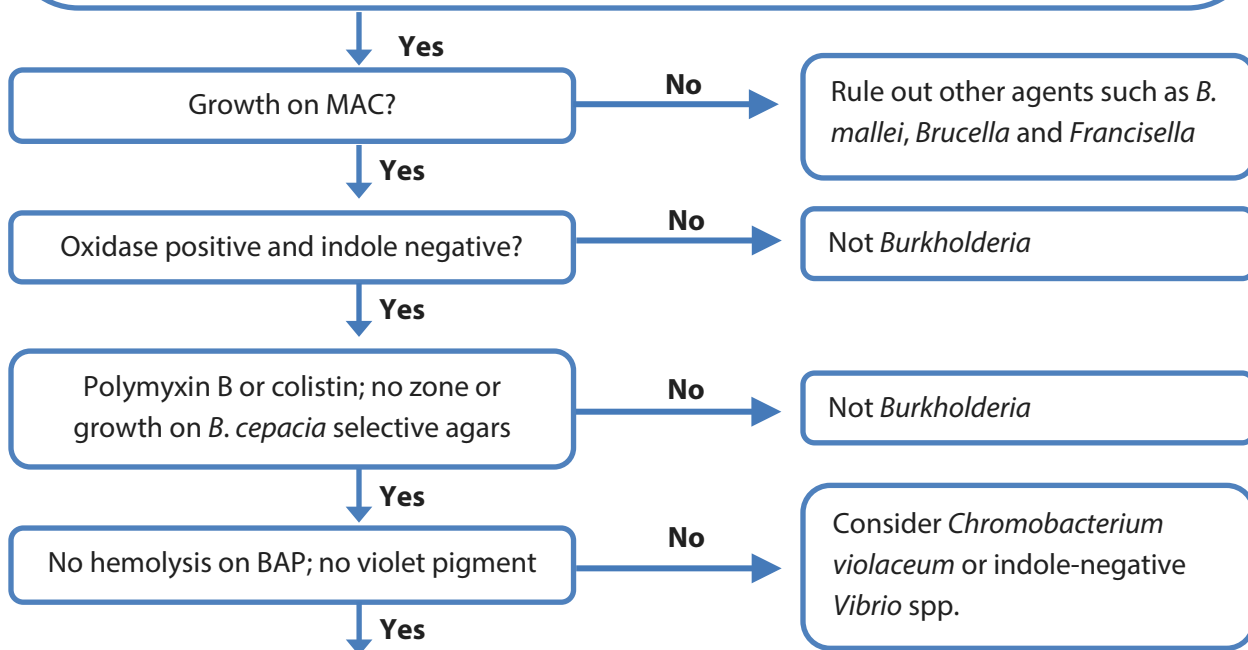 Yes
Growth on MAC?
No
Rule out other agents such as B.
mallei, Brucella and Francisella
Yes
Oxidase positive and indole negative?
No
Not Burkholderia
Yes
Polymyxin B or colistin; no zone or
growth on B. cepacia selective agars
No
Not Burkholderia
Yes
No hemolysis on BAP; no violet pigment
No
Consider Chromobacterium
violaceum or indole-negative
Vibrio spp.
Yes